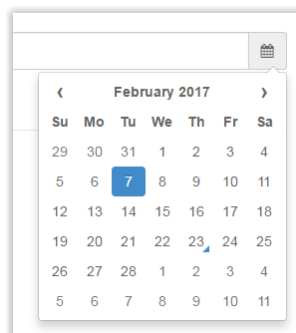 ‹ February 2017 ›
Su Mo Tu We Th Fr Sa
29 30 31 1 2 3 4
5 6 7 8 9 10 11
12 13 14 15 16 17 18
19 20 21 22 23 24 25
26 27 28 1 2 3 4
5 6 7 8 9 10 11